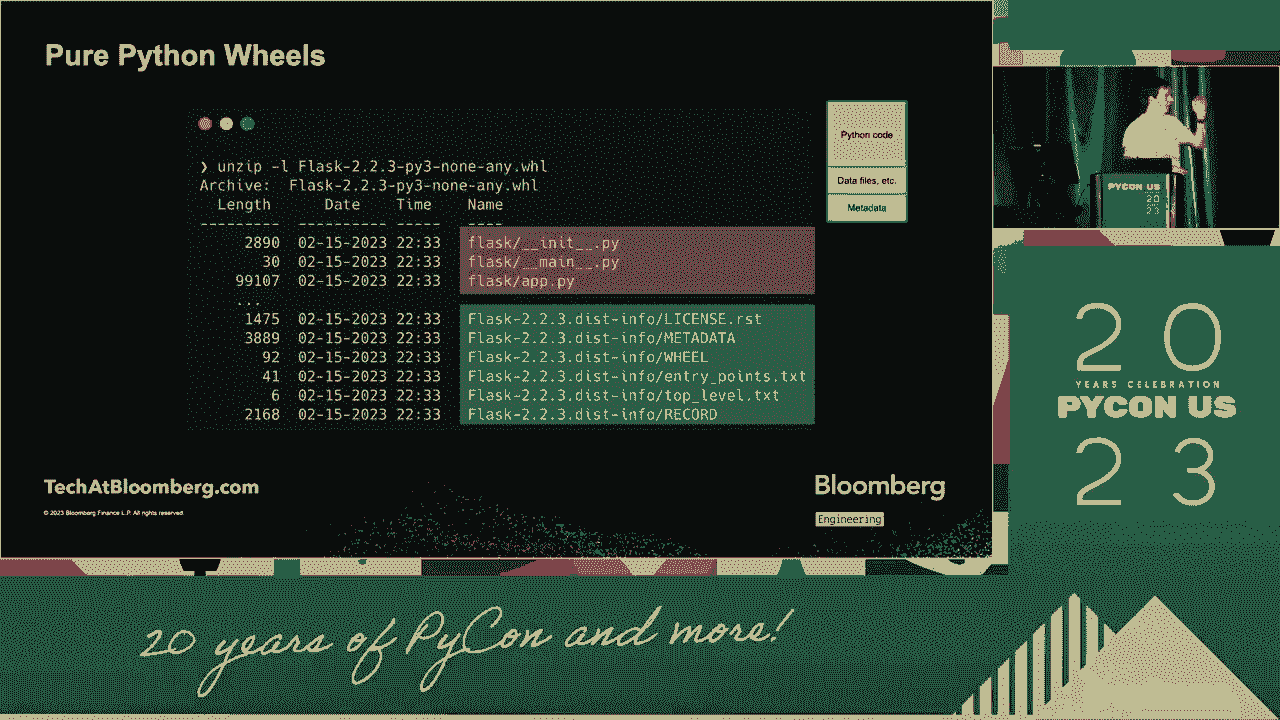 Pure Python Wheels
❯ unzip -l Flask-2.2.3-py3-none-any.whl
Archive:  Flask-2.2.3-py3-none-any.whl
  Length      Date    Time    Name
---------  ---------- -----   ----
     2890  02-15-2023 22:33   flask/__init__.py
       30  02-15-2023 22:33   flask/__main__.py
    99107  02-15-2023 22:33   flask/app.py
    ...
     1475  02-15-2023 22:33   Flask-2.2.3.dist-info/LICENSE.rst
     3889  02-15-2023 22:33   Flask-2.2.3.dist-info/METADATA
       92  02-15-2023 22:33   Flask-2.2.3.dist-info/WHEEL
       41  02-15-2023 22:33   Flask-2.2.3.dist-info/entry_points.txt
        6  02-15-2023 22:33   Flask-2.2.3.dist-info/top_level.txt
     2168  02-15-2023 22:33   Flask-2.2.3.dist-info/RECORD
Python code
Data files, etc.
Metadata
TechAtBloomberg.com
© 2023 Bloomberg Finance L.P. All rights reserved.
Bloomberg
Engineering
PYCON US
20
23
20
YEARS CELEBRATION
PYCON US
23
20 years of PyCon and more!